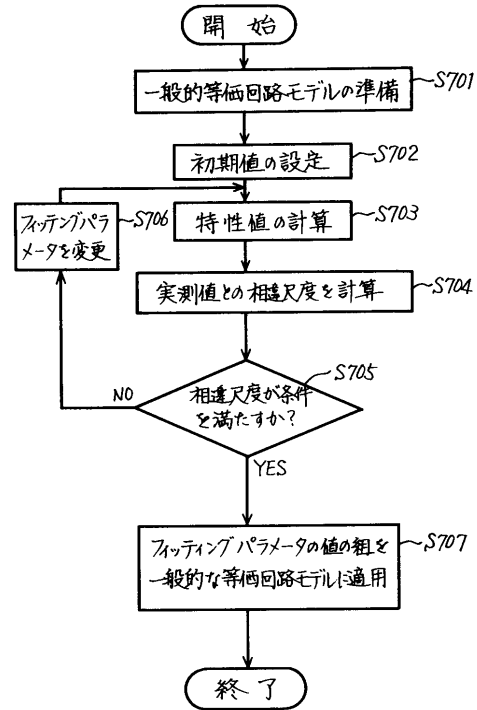 開始
一般的等価回路モデルの準備
S701
初期値の設定
S702
フィッテングパラ
メータを変更
S706
特性値の計算
S703
実測値との相違尺度を計算
S704
相違尺度が条件
を満たすか?
S705
NO
YES
フィッティングパラメータの値の組を
一般的な等価回路モデルに適用
S707
終了